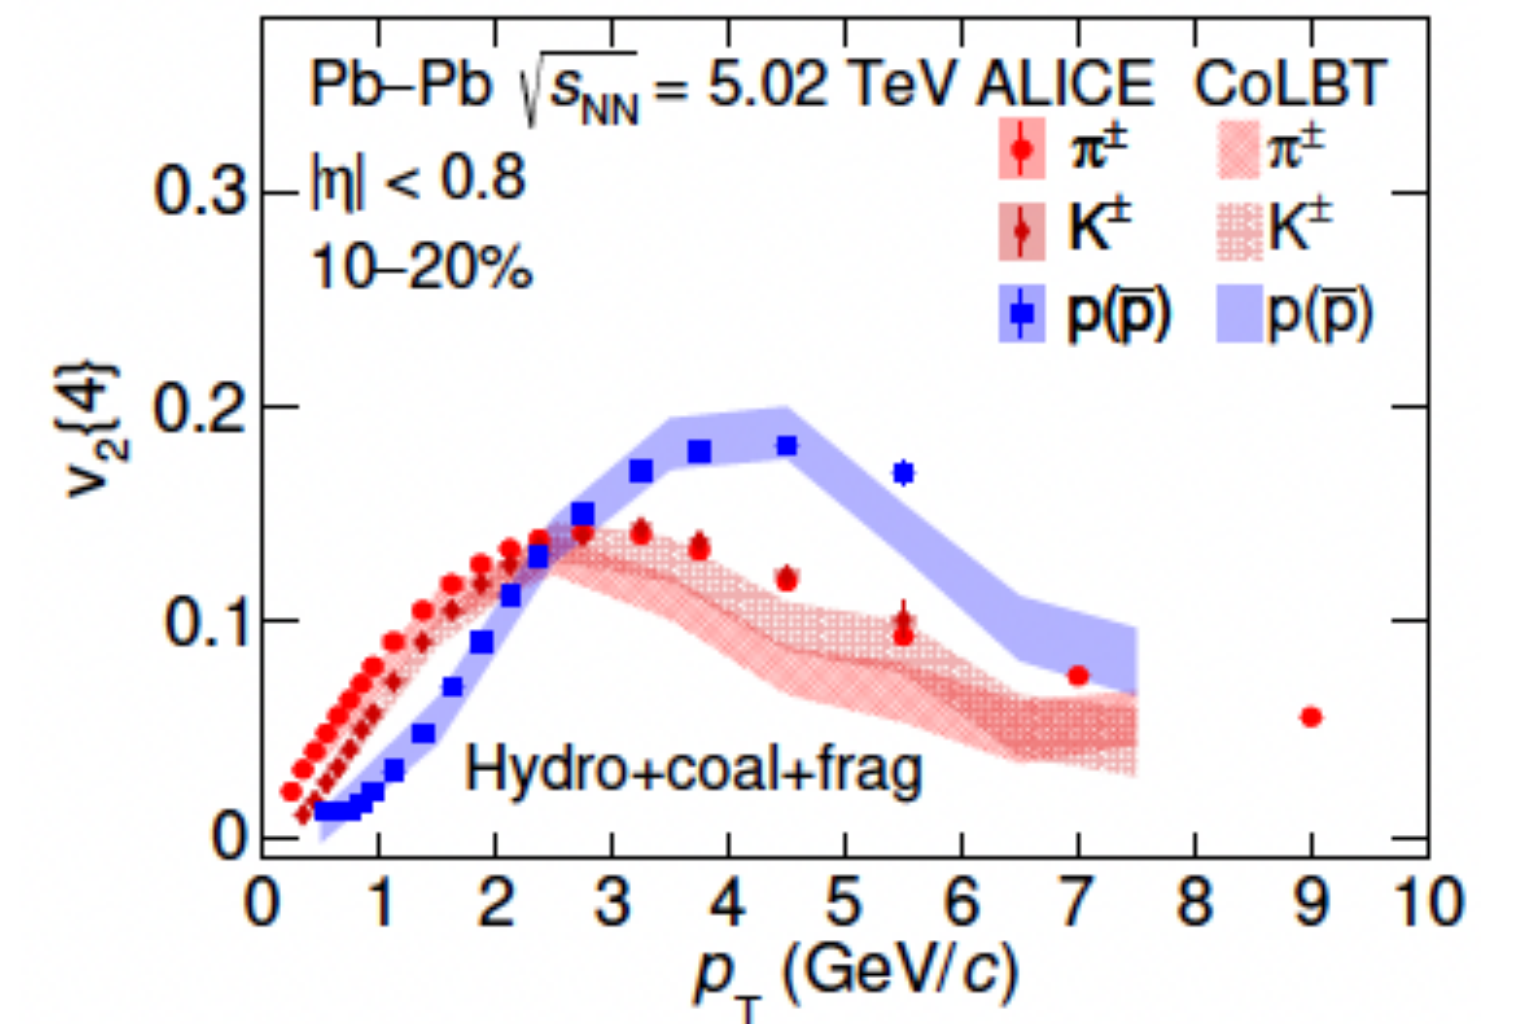 Pb–Pb √sNN = 5.02 TeV ALICE CoLBT
|η| < 0.8 π± π±
K± K±
10–20%
p(p̅) p(p̅)
0.3
0.2
0.1
0
v2{4}
Hydro+coal+frag
0 1 2 3 4 5 6 7 8 9 10
pT (GeV/c)